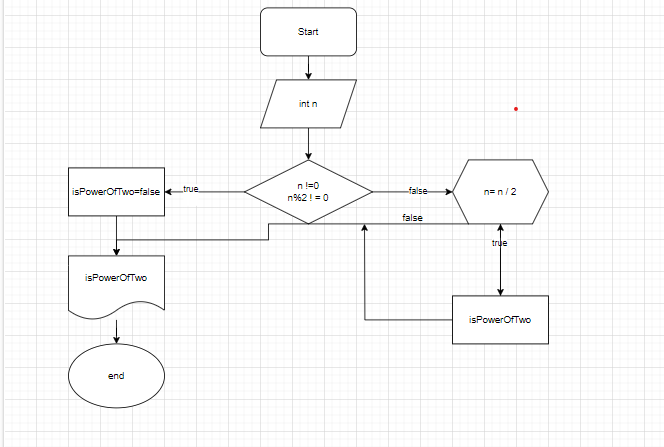 Start
int n
n !=0
n%2 ! = 0
true
false
isPowerOfTwo=false
n= n / 2
false
true
isPowerOfTwo
isPowerOfTwo
end